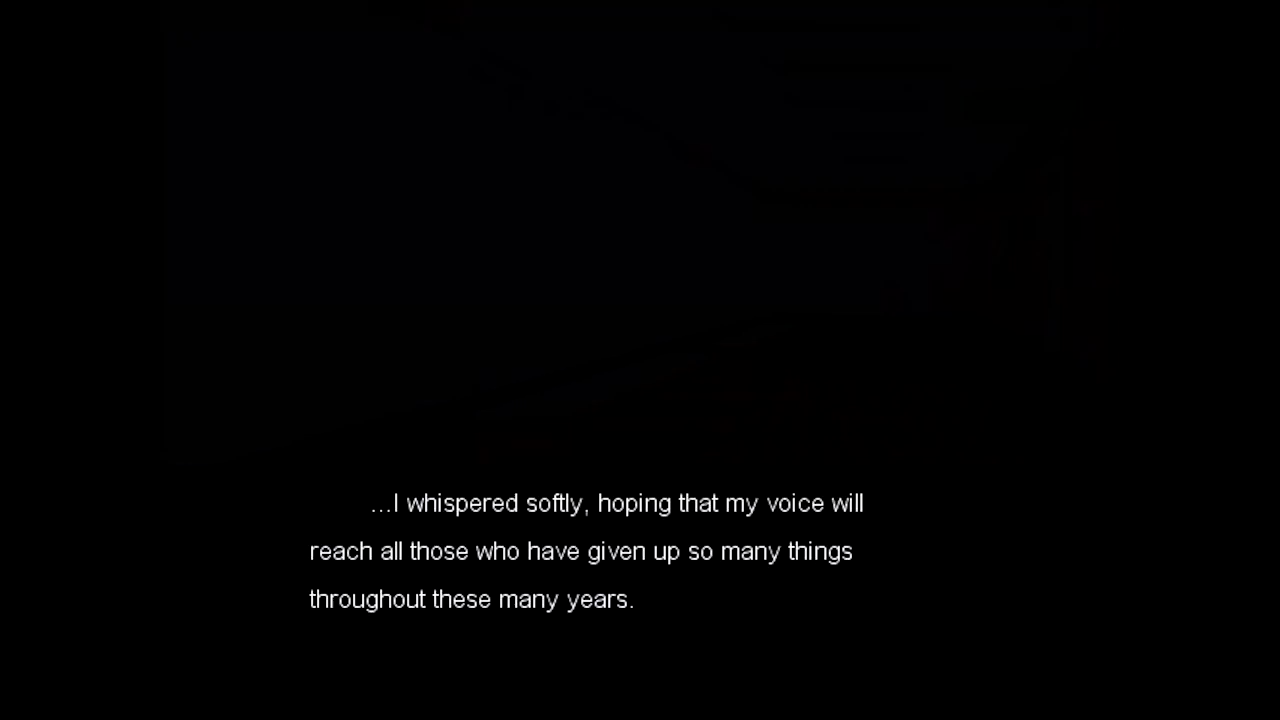 ...I whispered softly, hoping that my voice will
reach all those who have given up so many things
throughout these many years.